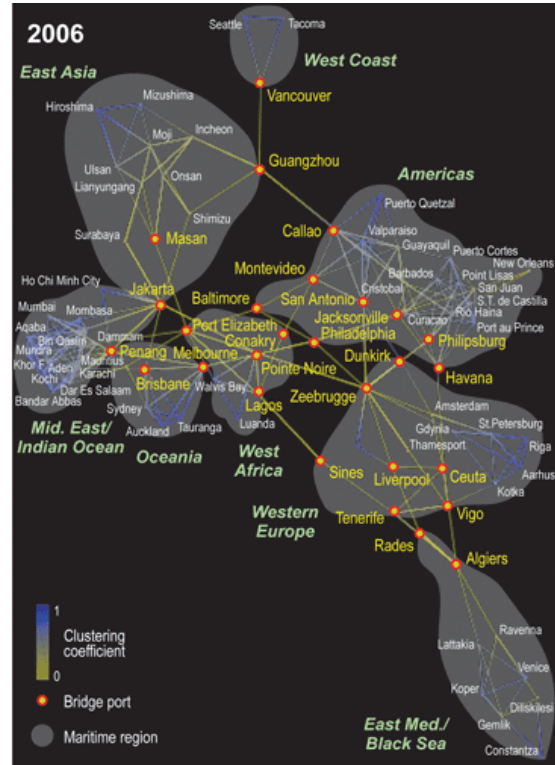 2006
Seattle
Tacoma
West Coast
East Asia
Vancouver
Mizushima
Hiroshima
Incheon
Moji
Guangzhou
Ulsan
Onsan
Lianyungang
Americas
Puerto Quetzal
Shimizu
Surabaya
Masan
Callao
Valparaiso
Guayaquil
Puerto Cortes
New Orleans
Montevideo
Barbados
Point Lisas
San Juan
Ho Chi Minh City
Jakarta
Cristobal
S.T. de Castilla
Mumbai
Mombasa
Baltimore
San Antonio
Rio Haina
Aqaba
Port Elizabeth
Jacksonville
Curacao
Port au Prince
Bin Qasim
Dammam
Conakry
Philadelphia
Philipsburg
Mundra
Penang
Melbourne
Mauritius
Pointe Noire
Dunkirk
Khor F.
Aden
Karachi
Havana
Kochi
Brisbane
Walvis Bay
Zeebrugge
Dar Es Salaam
Bandar Abbas
Sydney
Lagos
Amsterdam
Auckland
Tauranga
Luanda
St.Petersburg
Mid. East/
Indian Ocean
Gdynia
Riga
Oceania
West
Africa
Thamesport
Sines
Liverpool
Ceuta
Aarhus
Kotka
Western
Europe
Tenerife
Vigo
Rades
Algiers
1
Clustering
coefficient
0
Ravenna
Lattakia
Venice
Bridge port
Koper
Diliskilesi
Gemlik
Maritime region
East Med./
Black Sea
Constantza